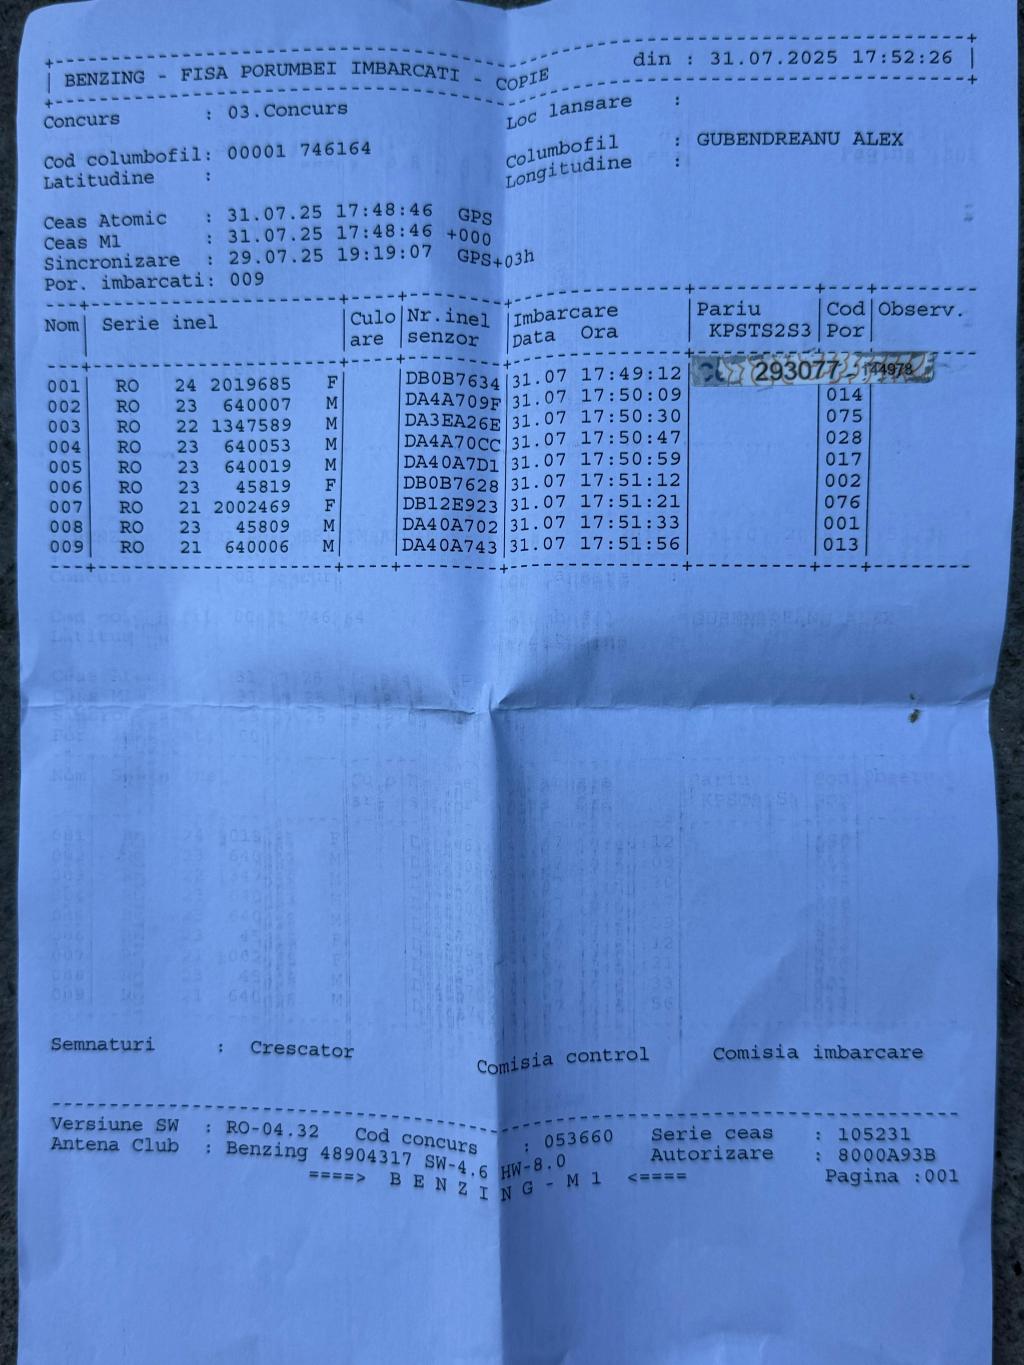 BENZING - FISA PORUMBEI IMBARCATI - COPIE din : 31.07.2025 17:52:26
Concurs : 03.Concurs Loc lansare :
Cod columbofil: 00001 746164 Columbofil : GUBENDREANU ALEX
Latitudine : Longitudine :
Ceas Atomic : 31.07.25 17:48:46 GPS
Ceas M1 : 31.07.25 17:48:46 +000
Sincronizare : 29.07.25 19:19:07 GPS+03h
Por. imbarcati: 009
Nom Serie inel Culo Nr.inel Imbarcare Pariu Cod Observ.
are senzor Data Ora KPSTS2S3 Por
001 RO 24 2019685 F DB0B7634 31.07 17:49:12 293077 144978
002 RO 23 640007 M DA4A709F 31.07 17:50:09 014
003 RO 22 1347589 M DA3EA26E 31.07 17:50:30 075
004 RO 23 640053 M DA4A70CC 31.07 17:50:47 028
005 RO 23 640019 M DA40A7D1 31.07 17:50:59 017
006 RO 23 45819 F DB0B7628 31.07 17:51:12 002
007 RO 21 2002469 F DB12E923 31.07 17:51:21 076
008 RO 23 45809 M DA40A702 31.07 17:51:33 001
009 RO 21 640006 M DA40A743 31.07 17:51:56 013
Semnaturi : Crescator Comisia control Comisia imbarcare
Versiune SW : RO-04.32 Cod concurs : 053660 Serie ceas : 105231
Antena Club : Benzing 48904317 SW-4.6 HW-8.0 Autorizare : 8000A93B
====> B E N Z I N G - M 1 <==== Pagina :001